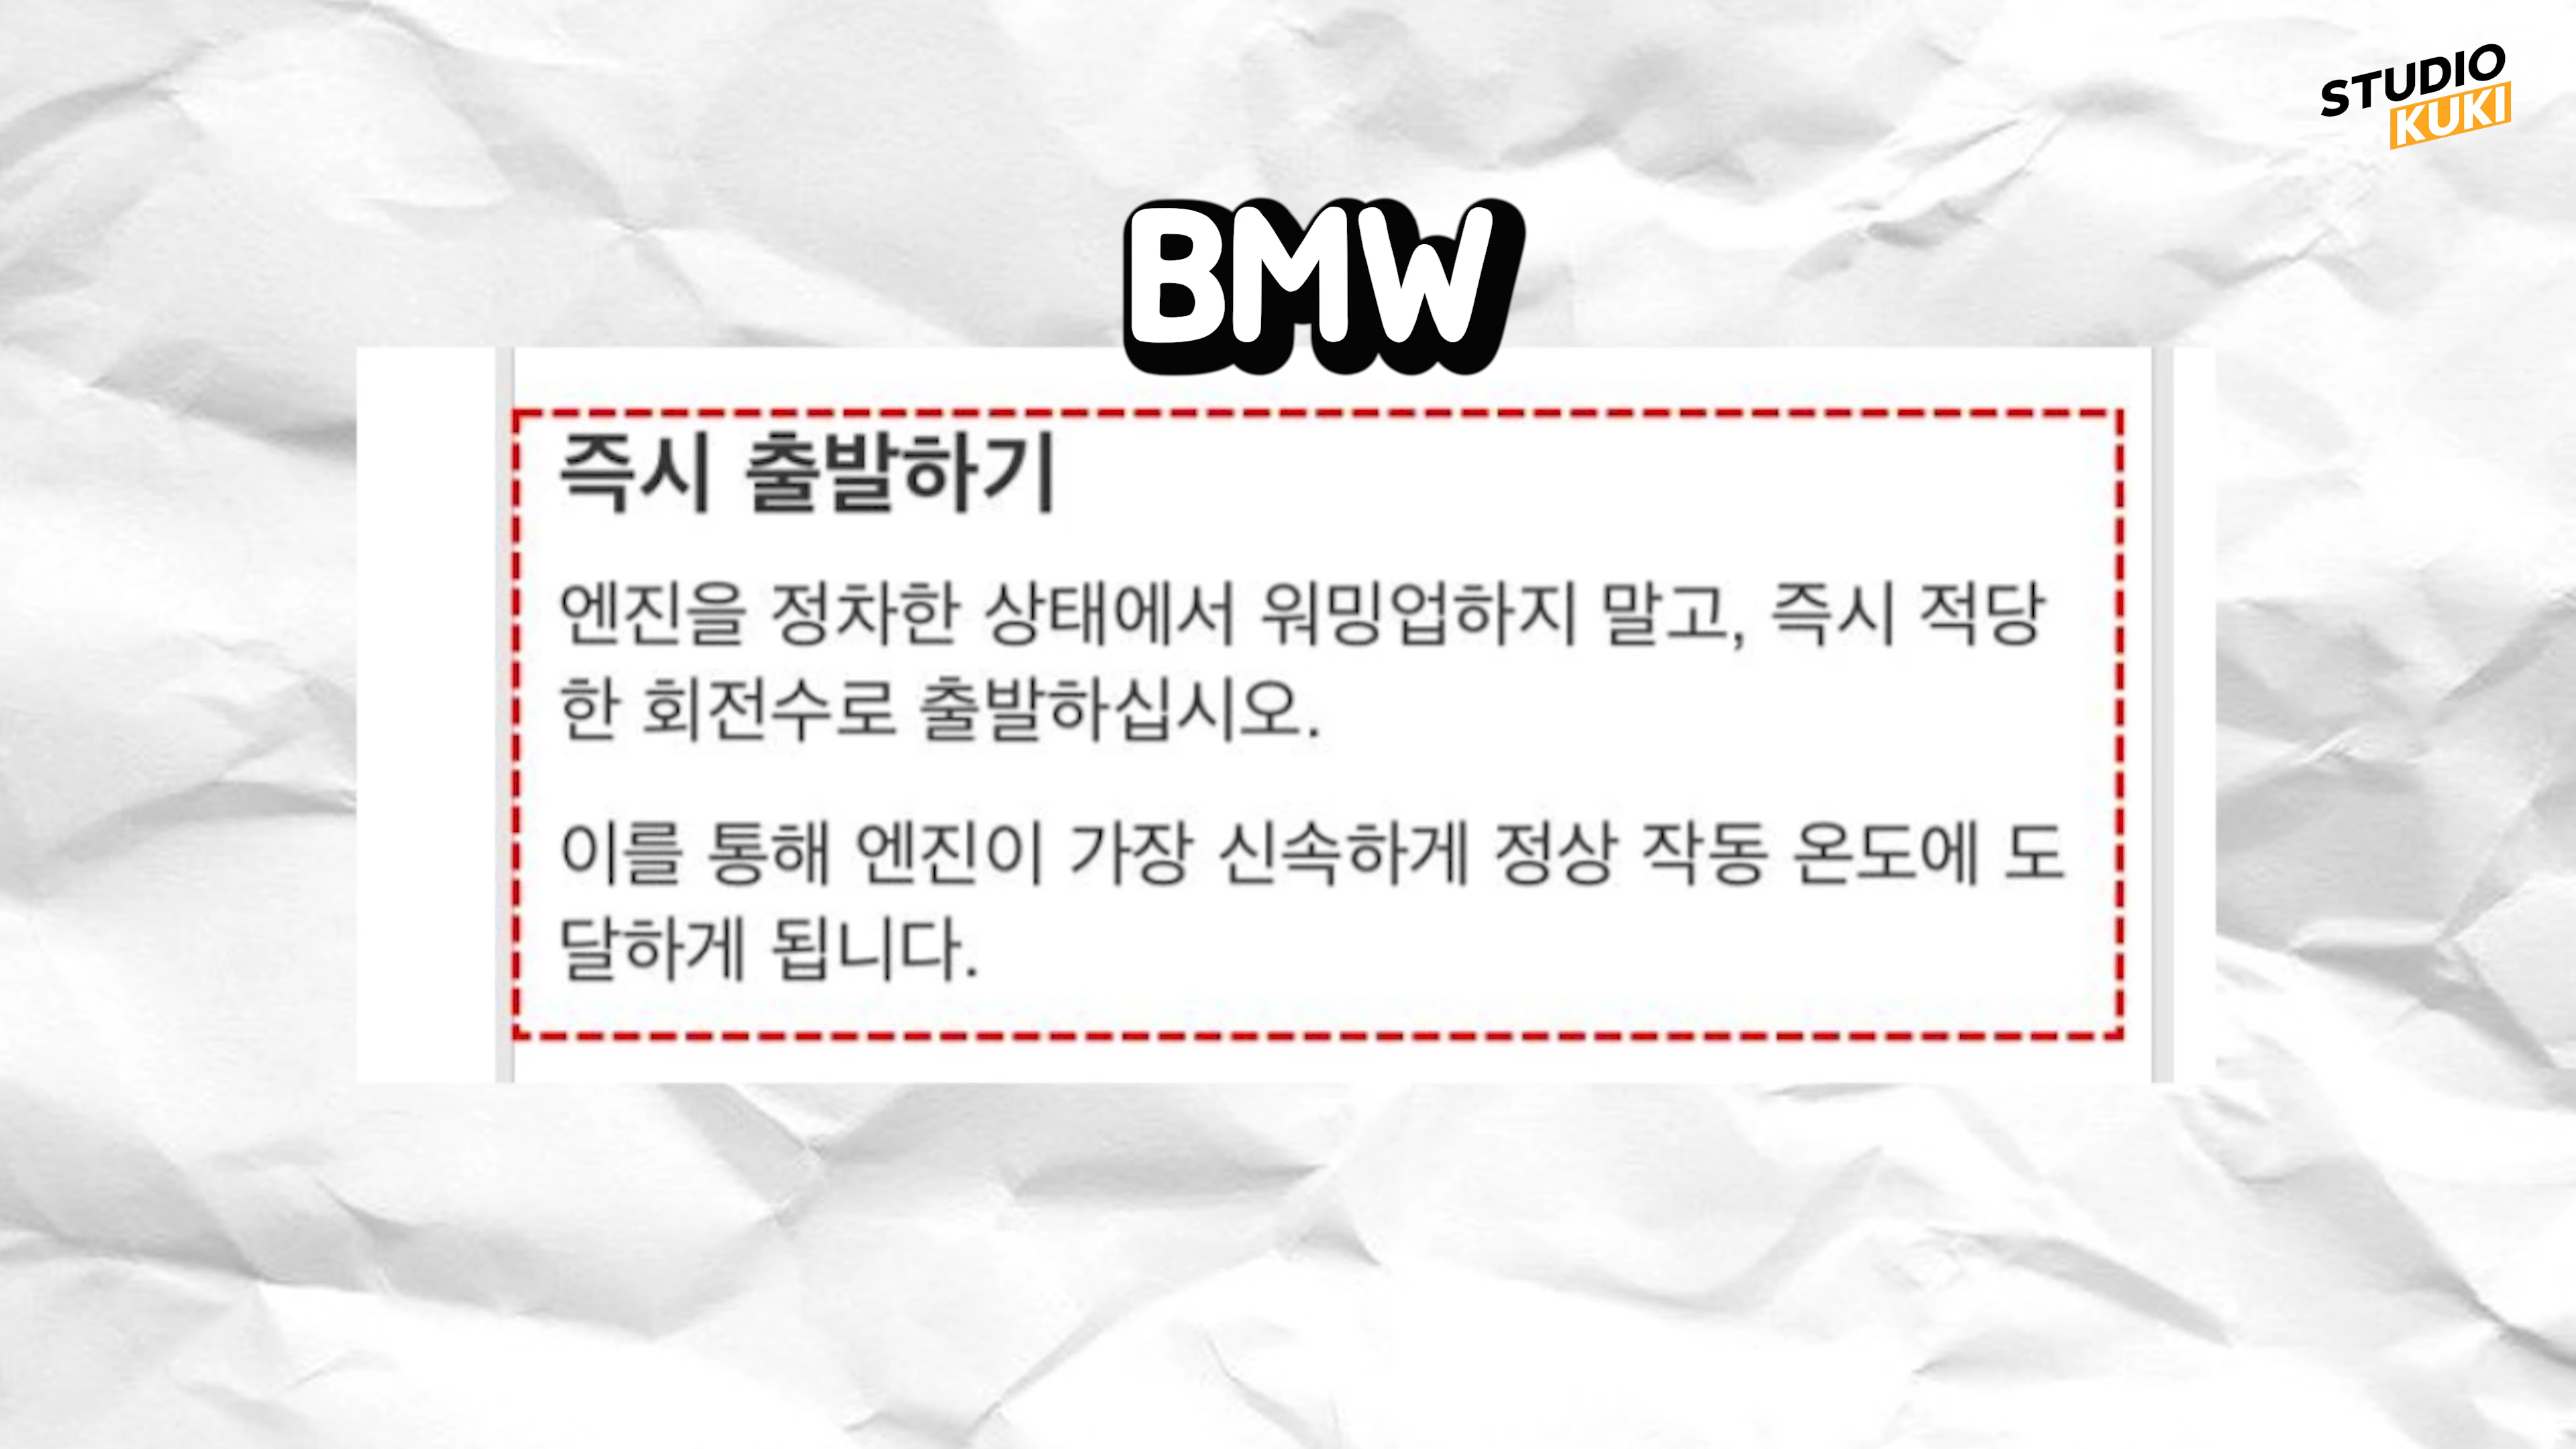 STUDIO
KUKI
BMW
즉시 출발하기
엔진을 정차한 상태에서 워밍업하지 말고, 즉시 적당
한 회전수로 출발하십시오.
이를 통해 엔진이 가장 신속하게 정상 작동 온도에 도
달하게 됩니다.